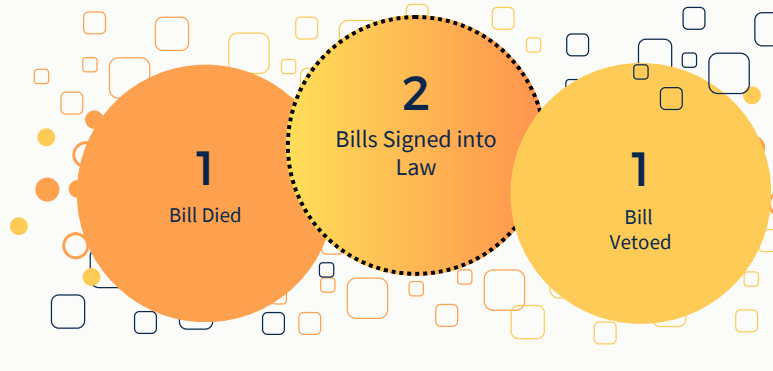 1
Bill Died
2
Bills Signed into
Law
1
Bill
Vetoed